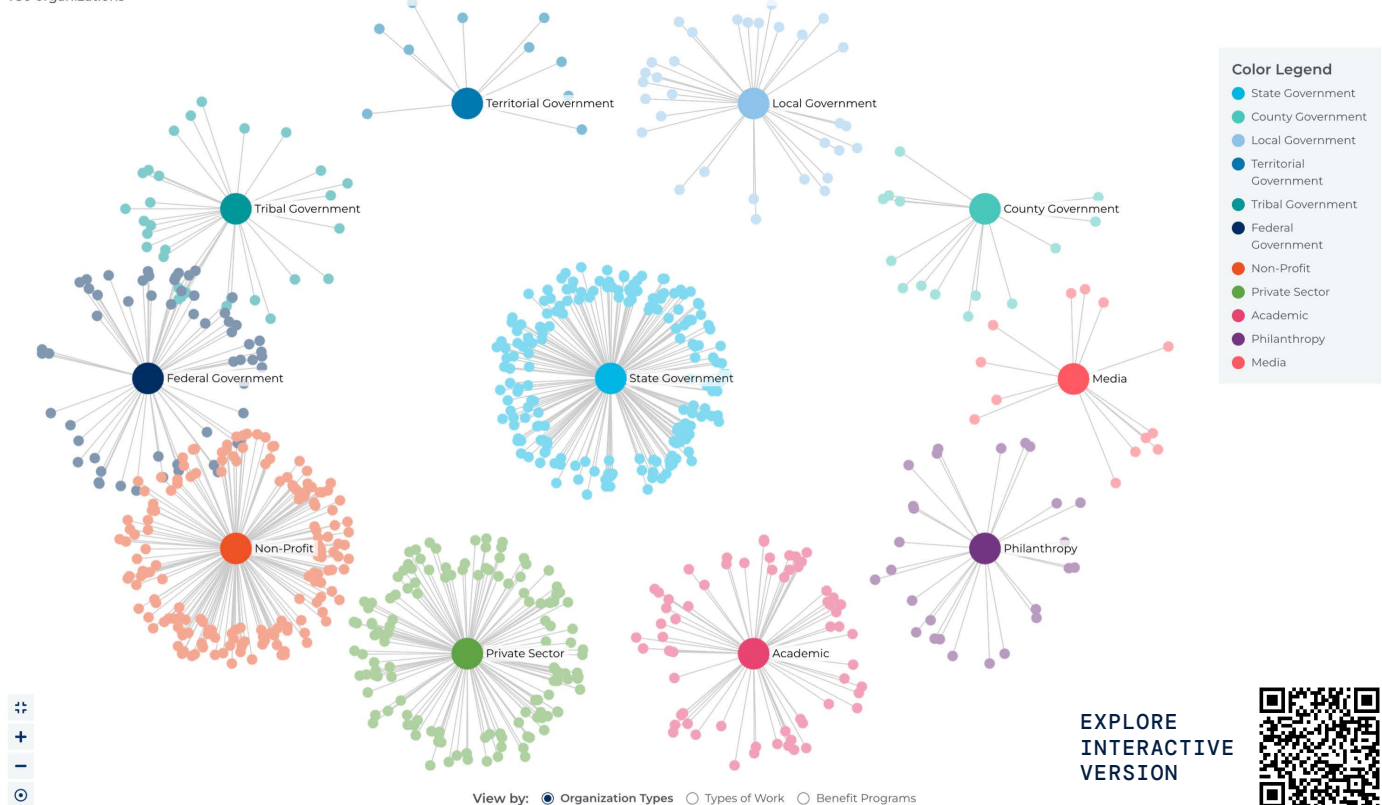 organizations
Territorial Government
Local Government
Tribal Government
County Government
Federal Government
State Government
Media
Non-Profit
Philanthropy
Private Sector
Academic
Color Legend
State Government
County Government
Local Government
Territorial
Government
Tribal Government
Federal
Government
Non-Profit
Private Sector
Academic
Philanthropy
Media
EXPLORE
INTERACTIVE
VERSION
View by: Organization Types Types of Work Benefit Programs